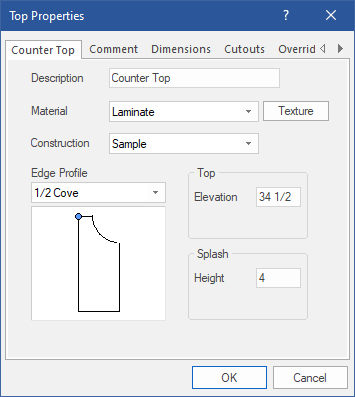 Top Properties ? ×
Counter Top Comment Dimensions Cutouts Overrid
Description Counter Top
Material Laminate Texture
Construction Sample
Edge Profile
1/2 Cove
Top
Elevation 34 1/2
Splash
Height 4
OK Cancel